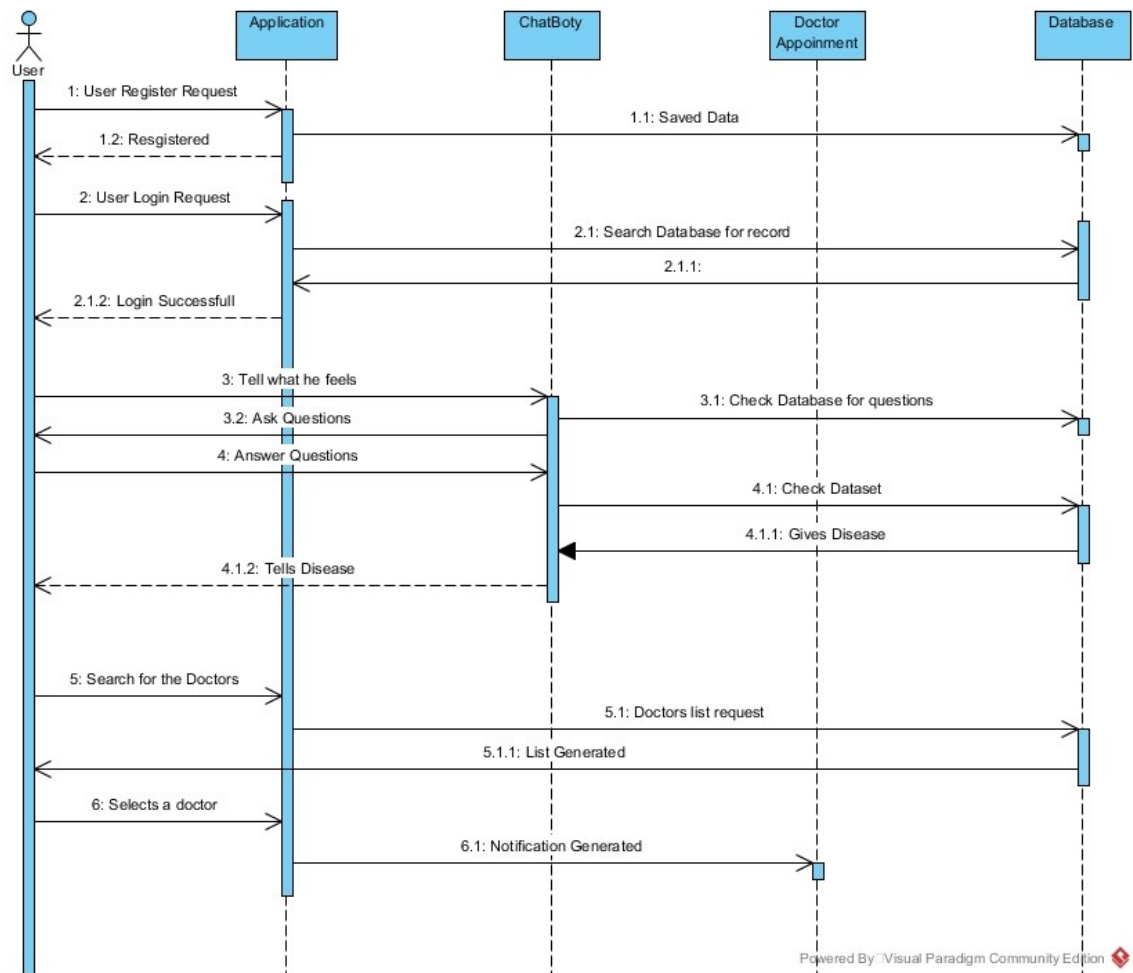 Application
ChatBoty
Doctor
Appoinment
Database
User
1: User Register Request
1.1: Saved Data
1.2: Resgistered
2: User Login Request
2.1: Search Database for record
2.1.1:
2.1.2: Login Successfull
3: Tell what he feels
3.1: Check Database for questions
3.2: Ask Questions
4: Answer Questions
4.1: Check Dataset
4.1.1: Gives Disease
4.1.2: Tells Disease
5: Search for the Doctors
5.1: Doctors list request
5.1.1: List Generated
6: Selects a doctor
6.1: Notification Generated
Powered By Visual Paradigm Community Edition